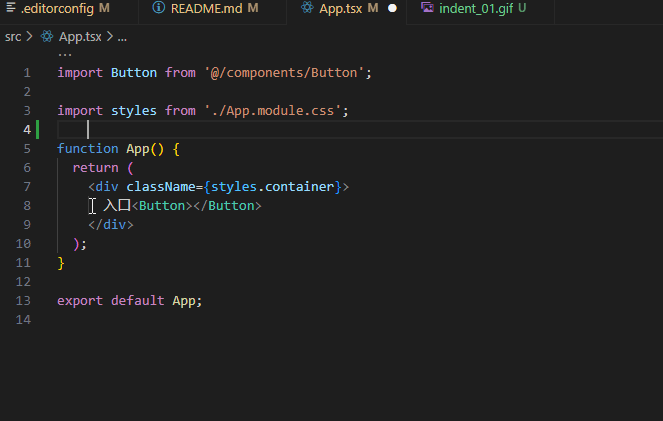 .editorconfig M README.md M App.tsx M indent_01.gif U
src > App.tsx > ...
...
1 import Button from '@/components/Button';
2
3 import styles from './App.module.css';
4
5 function App() {
6 return (
7 <div className={styles.container}>
8 入口<Button></Button>
9 </div>
10 );
11 }
12
13 export default App;
14